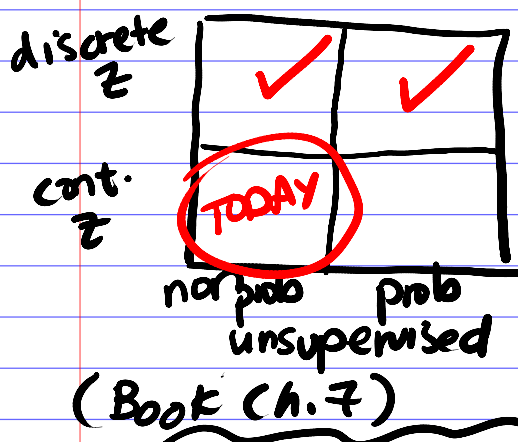 discrete
z
cont.
z
TODAY
nonprob prob
unsupervised
(Book Ch.7)